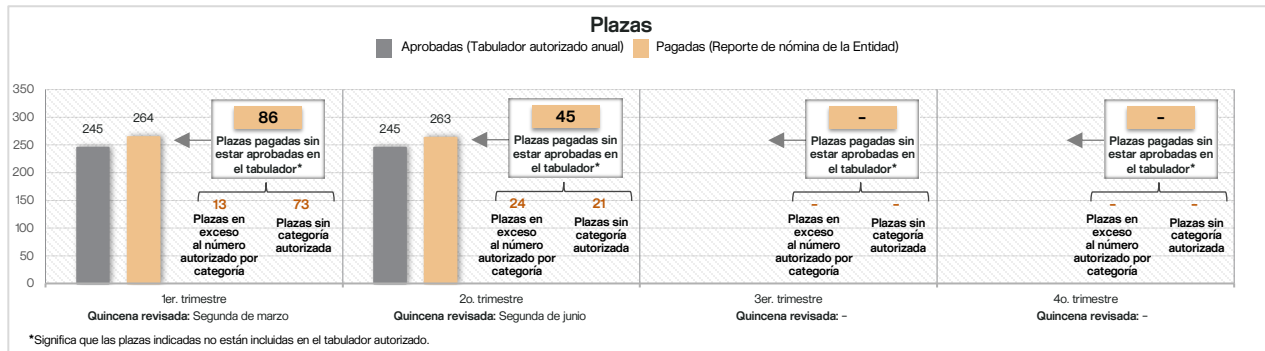 Plazas
Aprobadas (Tabulador autorizado anual) Pagadas (Reporte de nómina de la Entidad)
350
300
250
200
150
100
50
0
245
264
86
Plazas pagadas sin
estar aprobadas en
el tabulador*
13
Plazas en
exceso
al número
autorizado por
categoría
73
Plazas sin
categoría
autorizada
1er. trimestre
Quincena revisada: Segunda de marzo
245
263
45
Plazas pagadas sin
estar aprobadas en
el tabulador*
24
Plazas en
exceso
al número
autorizado por
categoría
21
Plazas sin
categoría
autorizada
2o. trimestre
Quincena revisada: Segunda de junio
-
Plazas pagadas sin
estar aprobadas en
el tabulador*
-
Plazas en
exceso
al número
autorizado por
categoría
-
Plazas sin
categoría
autorizada
3er. trimestre
Quincena revisada: -
-
Plazas pagadas sin
estar aprobadas en
el tabulador*
-
Plazas en
exceso
al número
autorizado por
categoría
-
Plazas sin
categoría
autorizada
4o. trimestre
Quincena revisada: -
*Significa que las plazas indicadas no están incluidas en el tabulador autorizado.